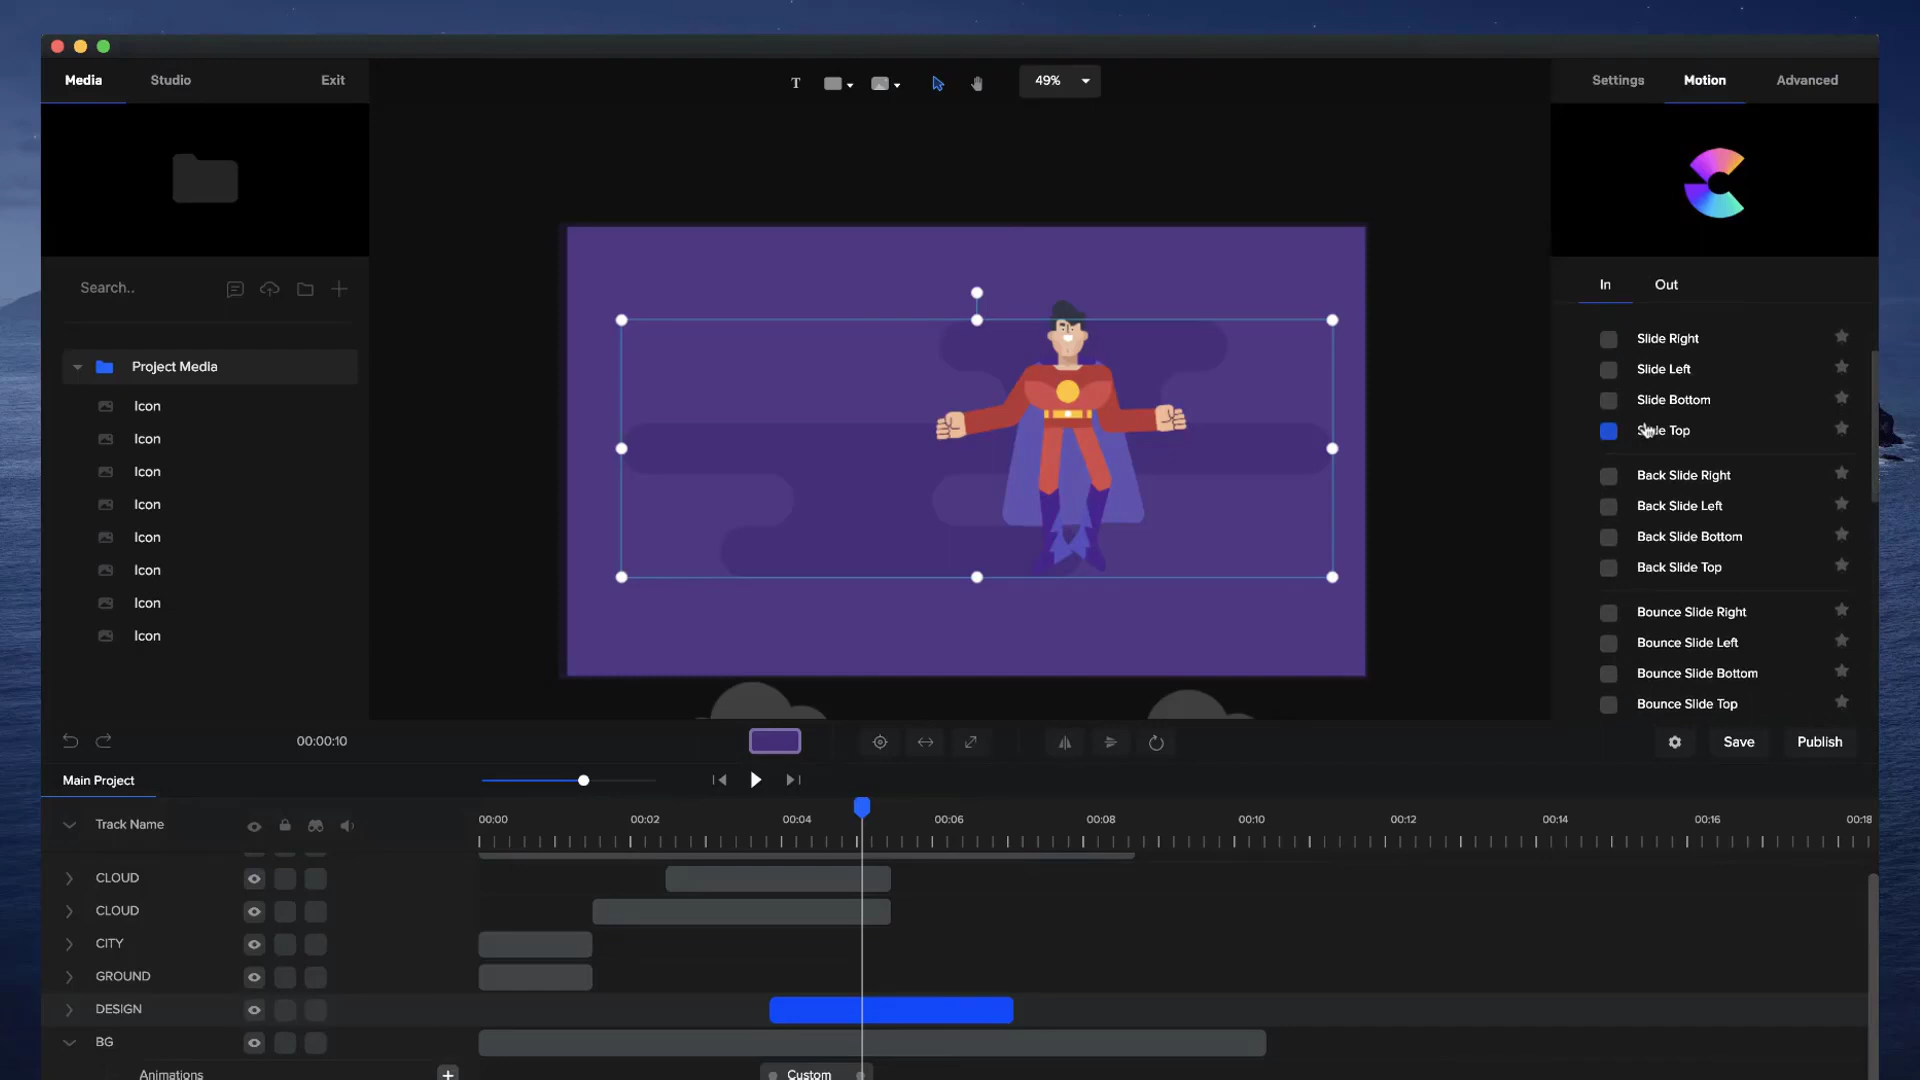 Media
Studio
Exit
T
49%
Settings
Motion
Advanced
Search..
In
Out
Project Media
Icon
Icon
Icon
Icon
Icon
Icon
Icon
Icon
Slide Right
Slide Left
Slide Bottom
Slide Top
Back Slide Right
Back Slide Left
Back Slide Bottom
Back Slide Top
Bounce Slide Right
Bounce Slide Left
Bounce Slide Bottom
Bounce Slide Top
00:00:10
Save
Publish
Main Project
Track Name
00:00
00:02
00:04
00:06
00:08
00:10
00:12
00:14
00:16
00:18
CLOUD
CLOUD
CITY
GROUND
DESIGN
BG
Animations
Custom